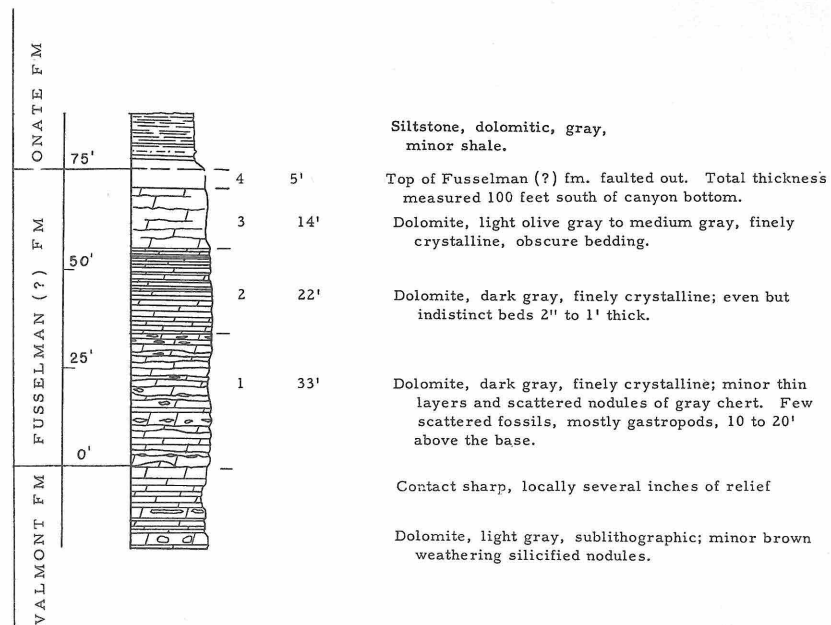 ONATE FM
Siltstone, dolomitic, gray,
minor shale.
75'
4 5' Top of Fusselman (?) fm. faulted out. Total thickness
measured 100 feet south of canyon bottom.
FUSSELMAN (?) FM
3 14' Dolomite, light olive gray to medium gray, finely
crystalline, obscure bedding.
50'
2 22' Dolomite, dark gray, finely crystalline; even but
indistinct beds 2" to 1' thick.
25'
1 33' Dolomite, dark gray, finely crystalline; minor thin
layers and scattered nodules of gray chert. Few
scattered fossils, mostly gastropods, 10 to 20'
above the base.
0'
VALMONT FM
Contact sharp, locally several inches of relief
Dolomite, light gray, sublithographic; minor brown
weathering silicified nodules.